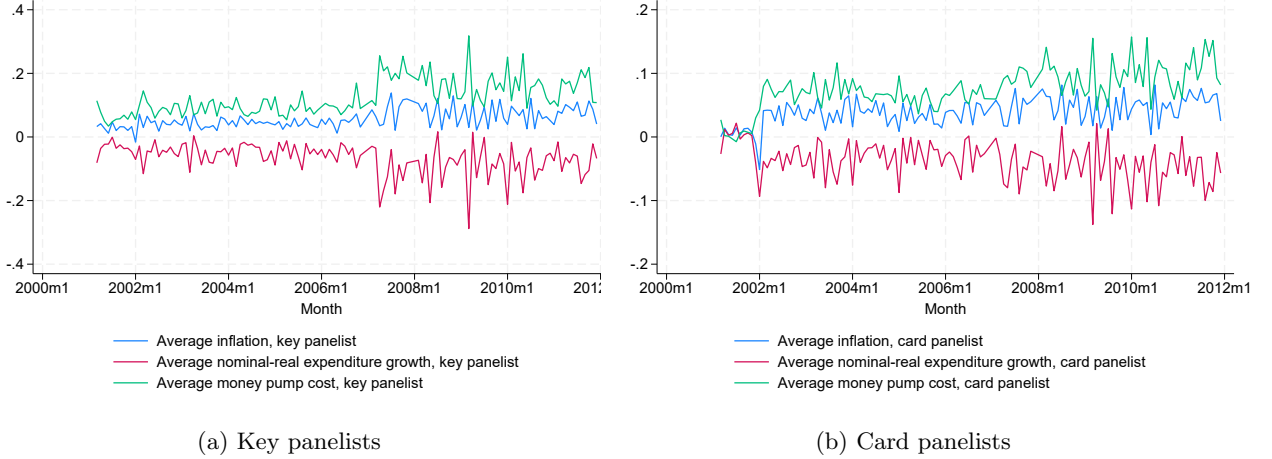 .4
.2
0
-.2
-.4
2000m1 2002m1 2004m1 2006m1 2008m1 2010m1 2012
Month
Average inflation, key panelist
Average nominal-real expenditure growth, key panelist
Average money pump cost, key panelist
(a) Key panelists
.2
.1
0
-.1
-.2
2000m1 2002m1 2004m1 2006m1 2008m1 2010m1 2012m1
Month
Average inflation, card panelist
Average nominal-real expenditure growth, card panelist
Average money pump cost, card panelist
(b) Card panelists